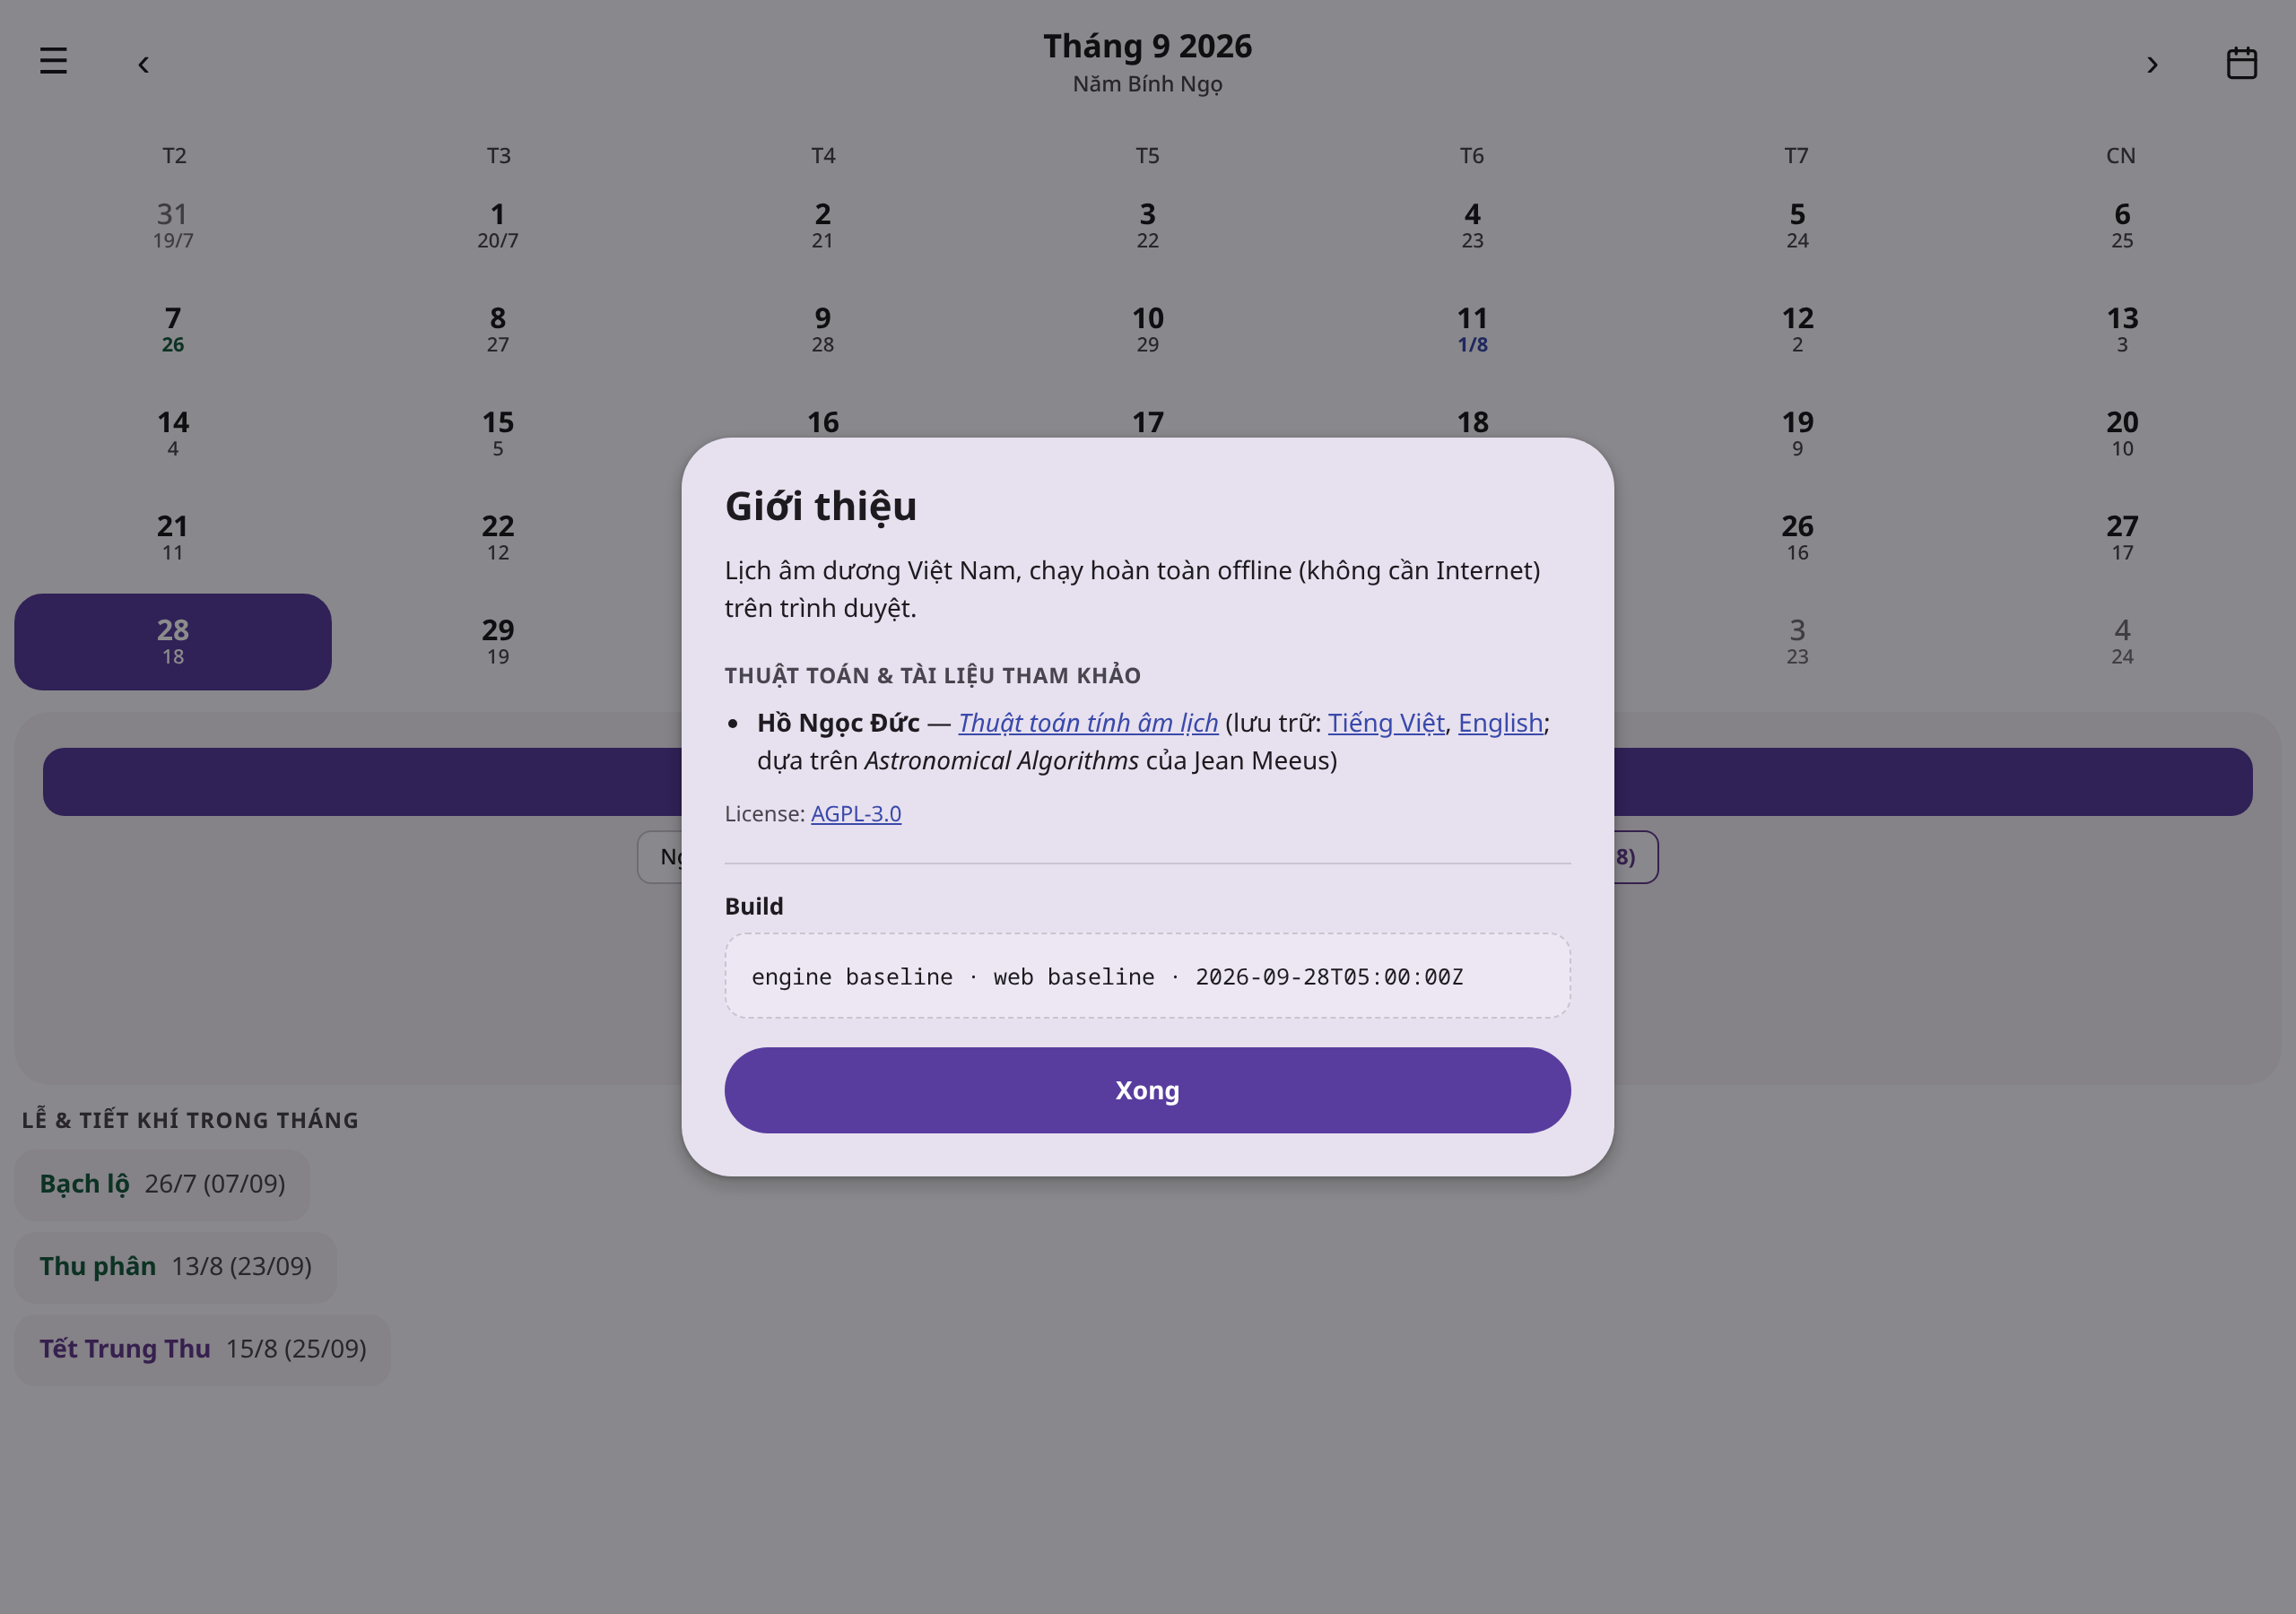 ☰ ‹ Tháng 9 2026 ›
Năm Bính Ngọ
T2 T3 T4 T5 T6 T7 CN
31 1 2 3 4 5 6
19/7 20/7 21 22 23 24 25
7 8 9 10 11 12 13
26 27 28 29 1/8 2 3
14 15 16 17 18 19 20
4 5 9 10
21 22 26 27
11 12 16 17
28 29 3 4
18 19 23 24
Giới thiệu
Lịch âm dương Việt Nam, chạy hoàn toàn offline (không cần Internet)
trên trình duyệt.
THUẬT TOÁN & TÀI LIỆU THAM KHẢO
• Hồ Ngọc Đức — Thuật toán tính âm lịch (lưu trữ: Tiếng Việt, English;
dựa trên Astronomical Algorithms của Jean Meeus)
License: AGPL-3.0
8)
Build
engine baseline · web baseline · 2026-09-28T05:00:00Z
Xong
LỄ & TIẾT KHÍ TRONG THÁNG
Bạch lộ 26/7 (07/09)
Thu phân 13/8 (23/09)
Tết Trung Thu 15/8 (25/09)